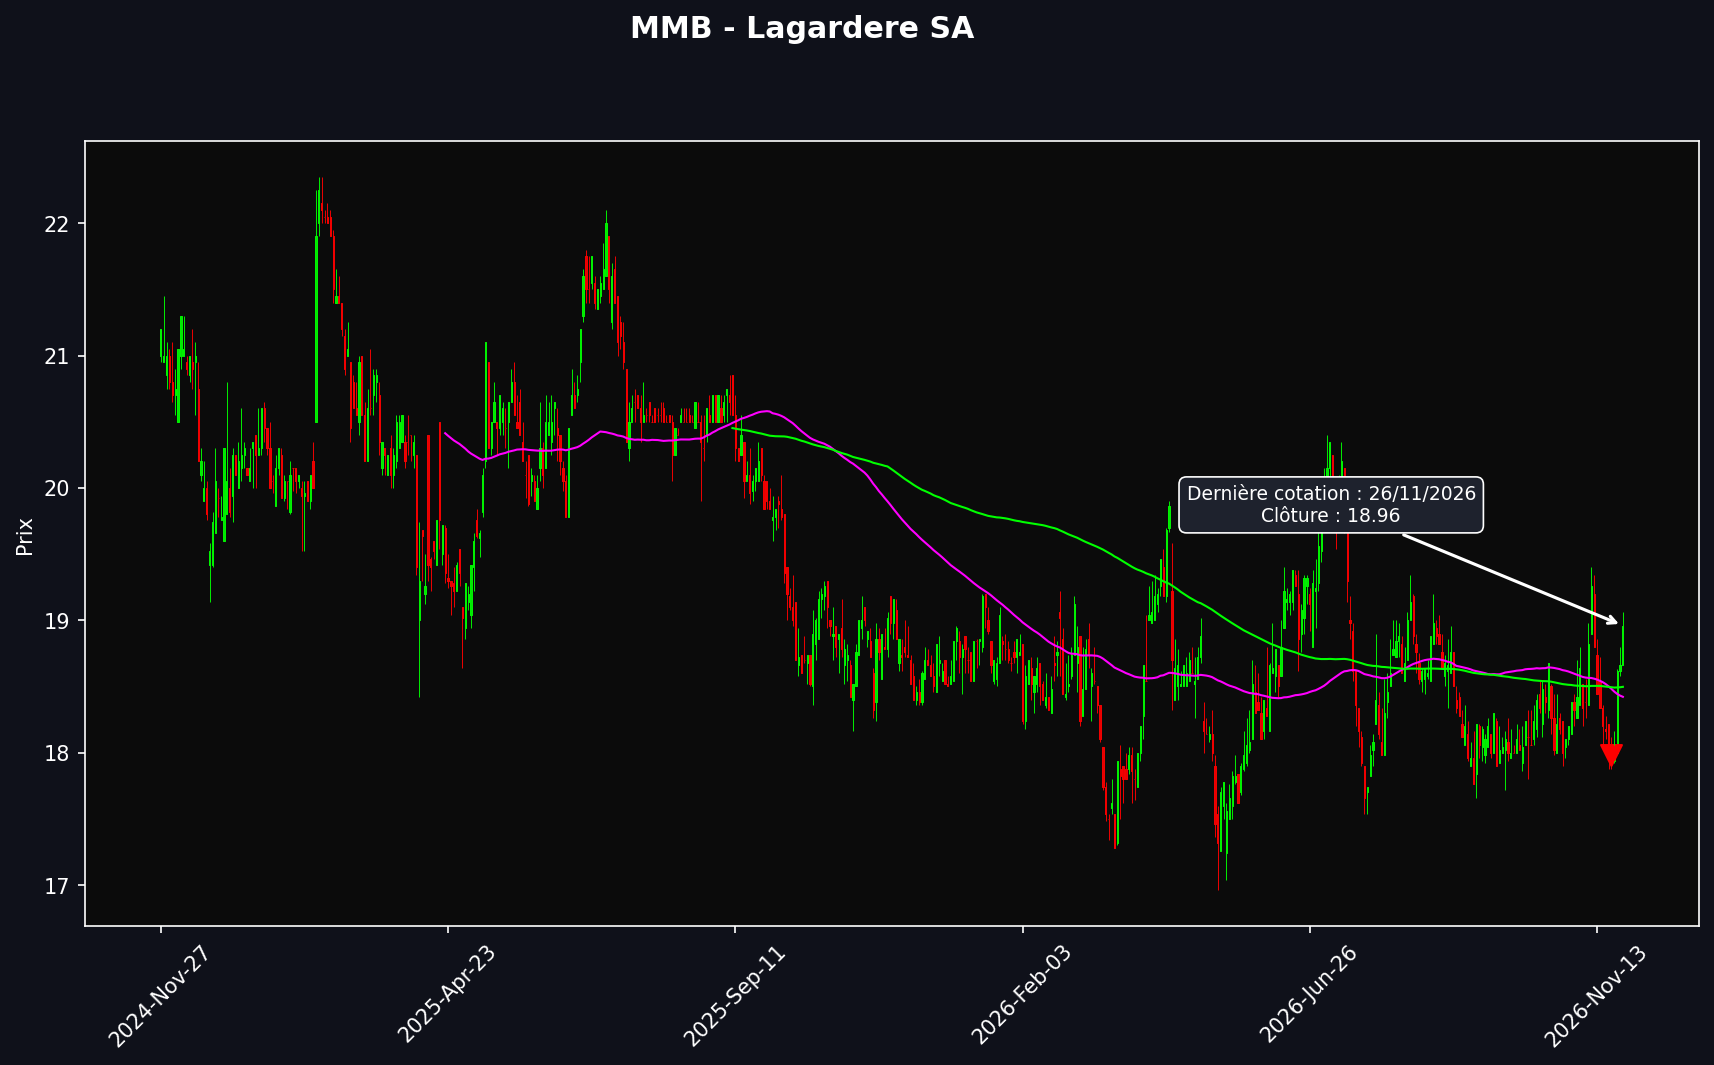 MMB - Lagardere SA
Prix
22
21
20
19
18
17
Dernière cotation : 26/11/2026
Clôture : 18.96
2024-Nov-27
2025-Apr-23
2025-Sep-11
2026-Feb-03
2026-Jun-26
2026-Nov-13